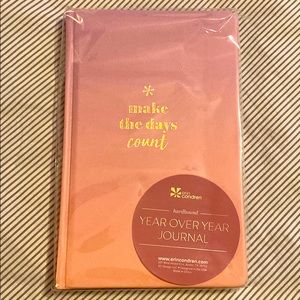 make
the days
count
erin
condren
hardbound
YEAR OVER YEAR
JOURNAL
www.erincondren.com